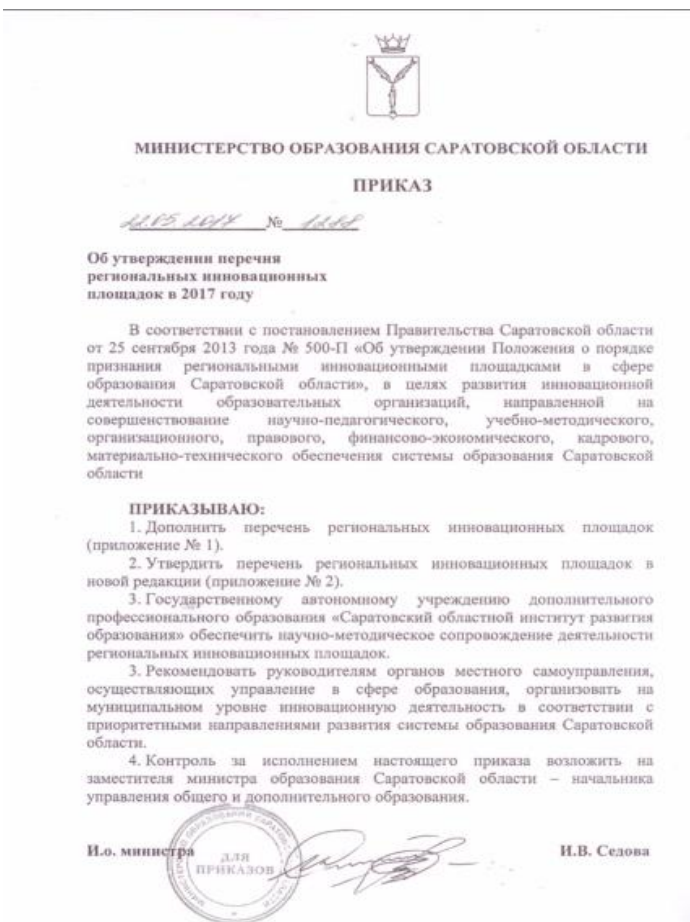 МИНИСТЕРСТВО ОБРАЗОВАНИЯ САРАТОВСКОЙ ОБЛАСТИ
ПРИКАЗ
22.05.2017 № 1288
Об утверждении перечня
региональных инновационных
площадок в 2017 году
В соответствии с постановлением Правительства Саратовской области
от 25 сентября 2013 года № 500-П «Об утверждении Положения о порядке
признания региональными инновационными площадками в сфере
образования Саратовской области», в целях развития инновационной
деятельности образовательных организаций, направленной на
совершенствование научно-педагогического, учебно-методического,
организационного, правового, финансово-экономического, кадрового,
материально-технического обеспечения системы образования Саратовской
области
ПРИКАЗЫВАЮ:
1. Дополнить перечень региональных инновационных площадок
(приложение № 1).
2. Утвердить перечень региональных инновационных площадок в
новой редакции (приложение № 2).
3. Государственному автономному учреждению дополнительного
профессионального образования «Саратовский областной институт развития
образования» обеспечить научно-методическое сопровождение деятельности
региональных инновационных площадок.
3. Рекомендовать руководителям органов местного самоуправления,
осуществляющих управление в сфере образования, организовать на
муниципальном уровне инновационную деятельность в соответствии с
приоритетными направлениями развития системы образования Саратовской
области.
4. Контроль за исполнением настоящего приказа возложить на
заместителя министра образования Саратовской области – начальника
управления общего и дополнительного образования.
И.о. министра И.В. Седова
ДЛЯ
ПРИКАЗОВ